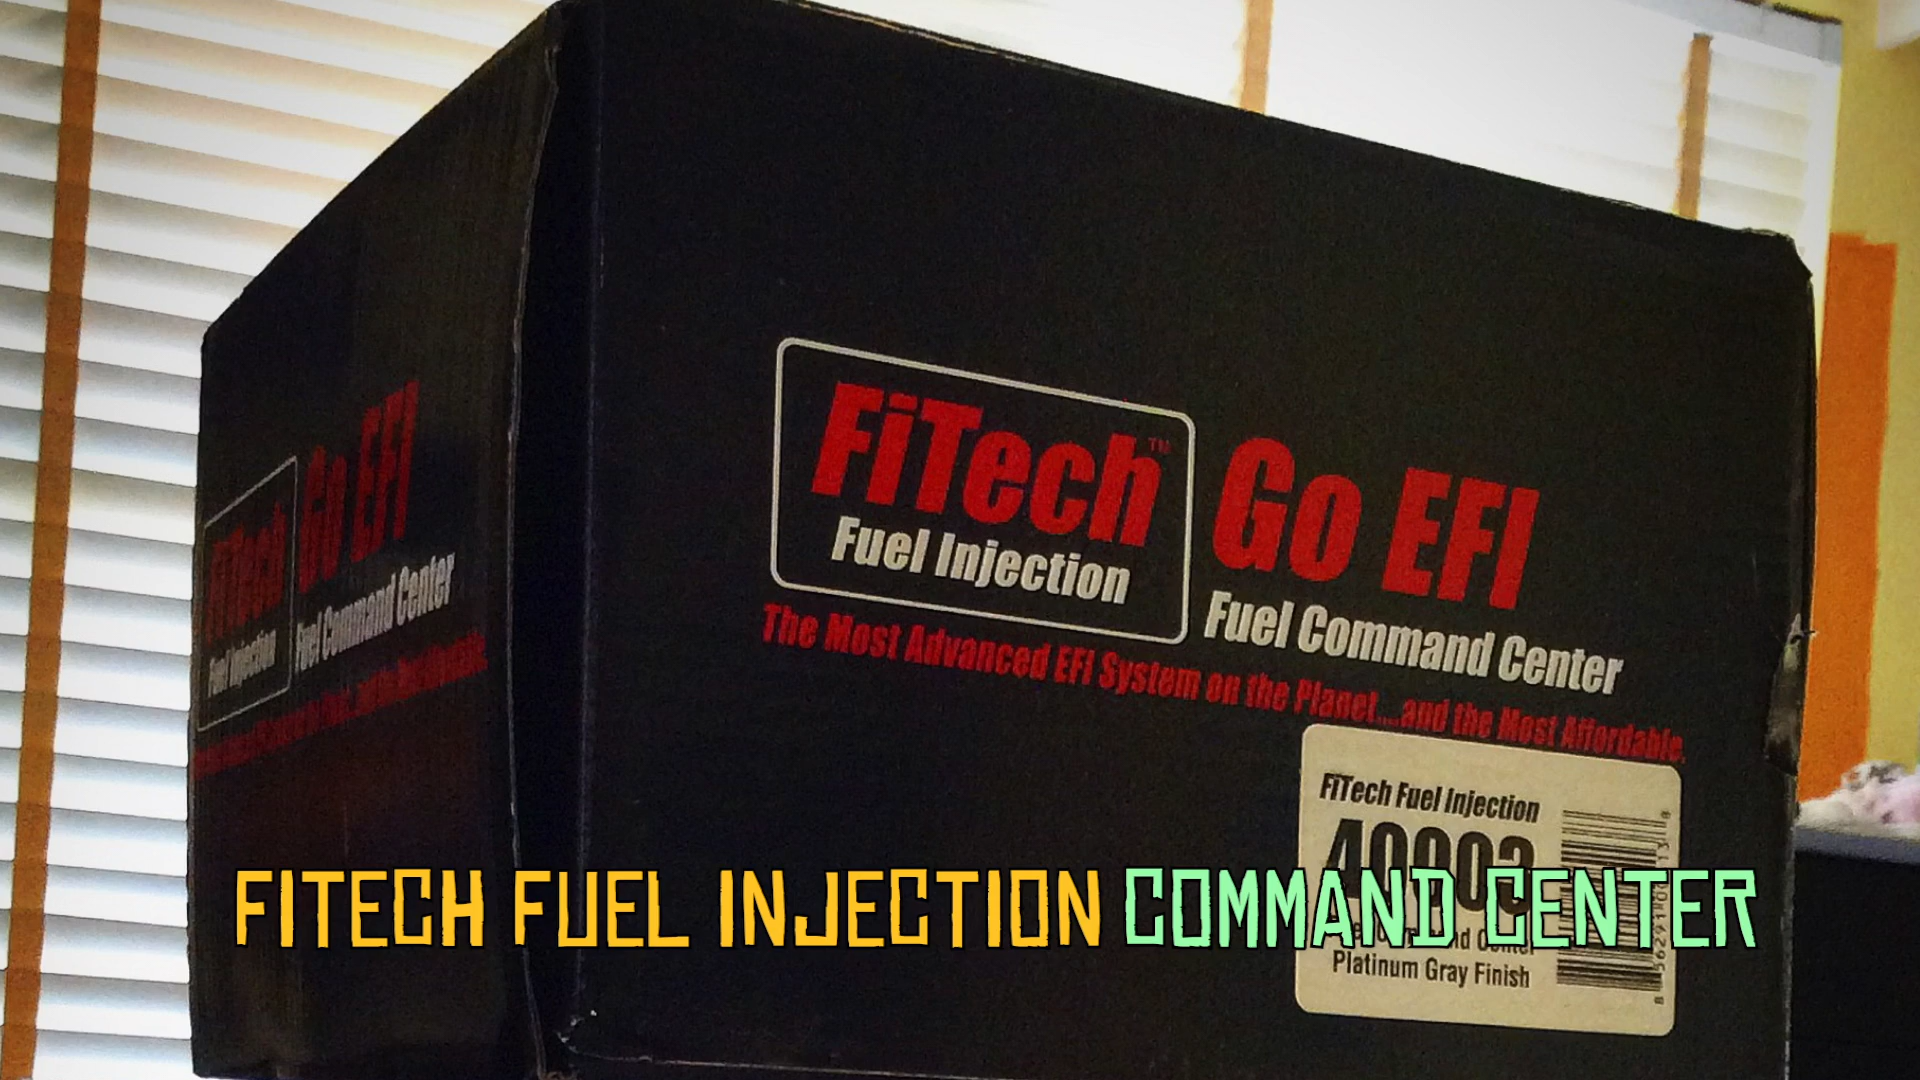 FiTech™
Fuel Injection
Go EFI
Fuel Command Center
The Most Advanced EFI System on the Planet....and the Most Affordable.
FiTech
Fuel Injection
Go EFI
Fuel Command Center
FiTech Fuel Injection
40003
Platinum Gray Finish
FITECH FUEL INJECTION COMMAND CENTER